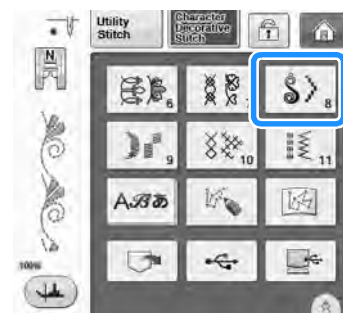 Utility
Stitch
Character
Decorative
Stitch
N
6
7
8
9
10
11
Aあ
100%